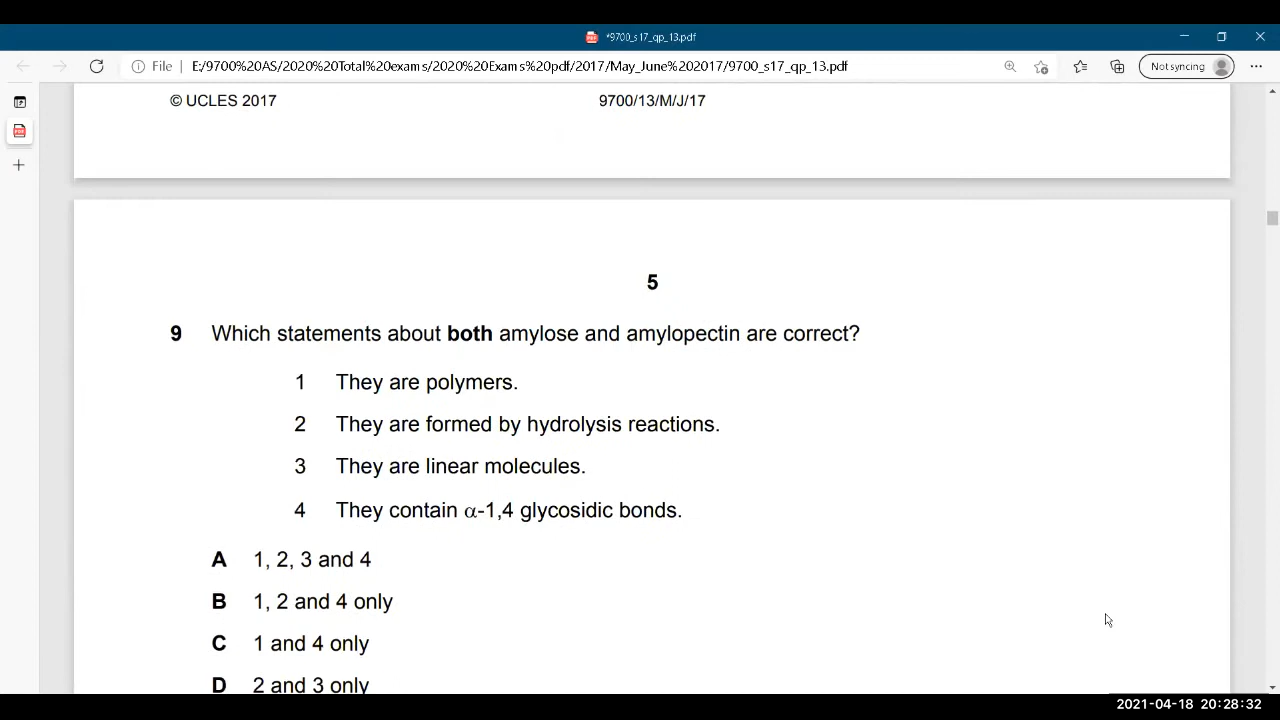 *9700_s17_qp_13.pdf
File | E:/9700%20AS/2020%20Total%20exams/2020%20Exams%20pdf/2017/May_June%202017/9700_s17_qp_13.pdf
Not syncing
© UCLES 2017 9700/13/M/J/17
5
9 Which statements about both amylose and amylopectin are correct?
1 They are polymers.
2 They are formed by hydrolysis reactions.
3 They are linear molecules.
4 They contain α-1,4 glycosidic bonds.
A 1, 2, 3 and 4
B 1, 2 and 4 only
C 1 and 4 only
D 2 and 3 only
2021-04-18 20:28:32